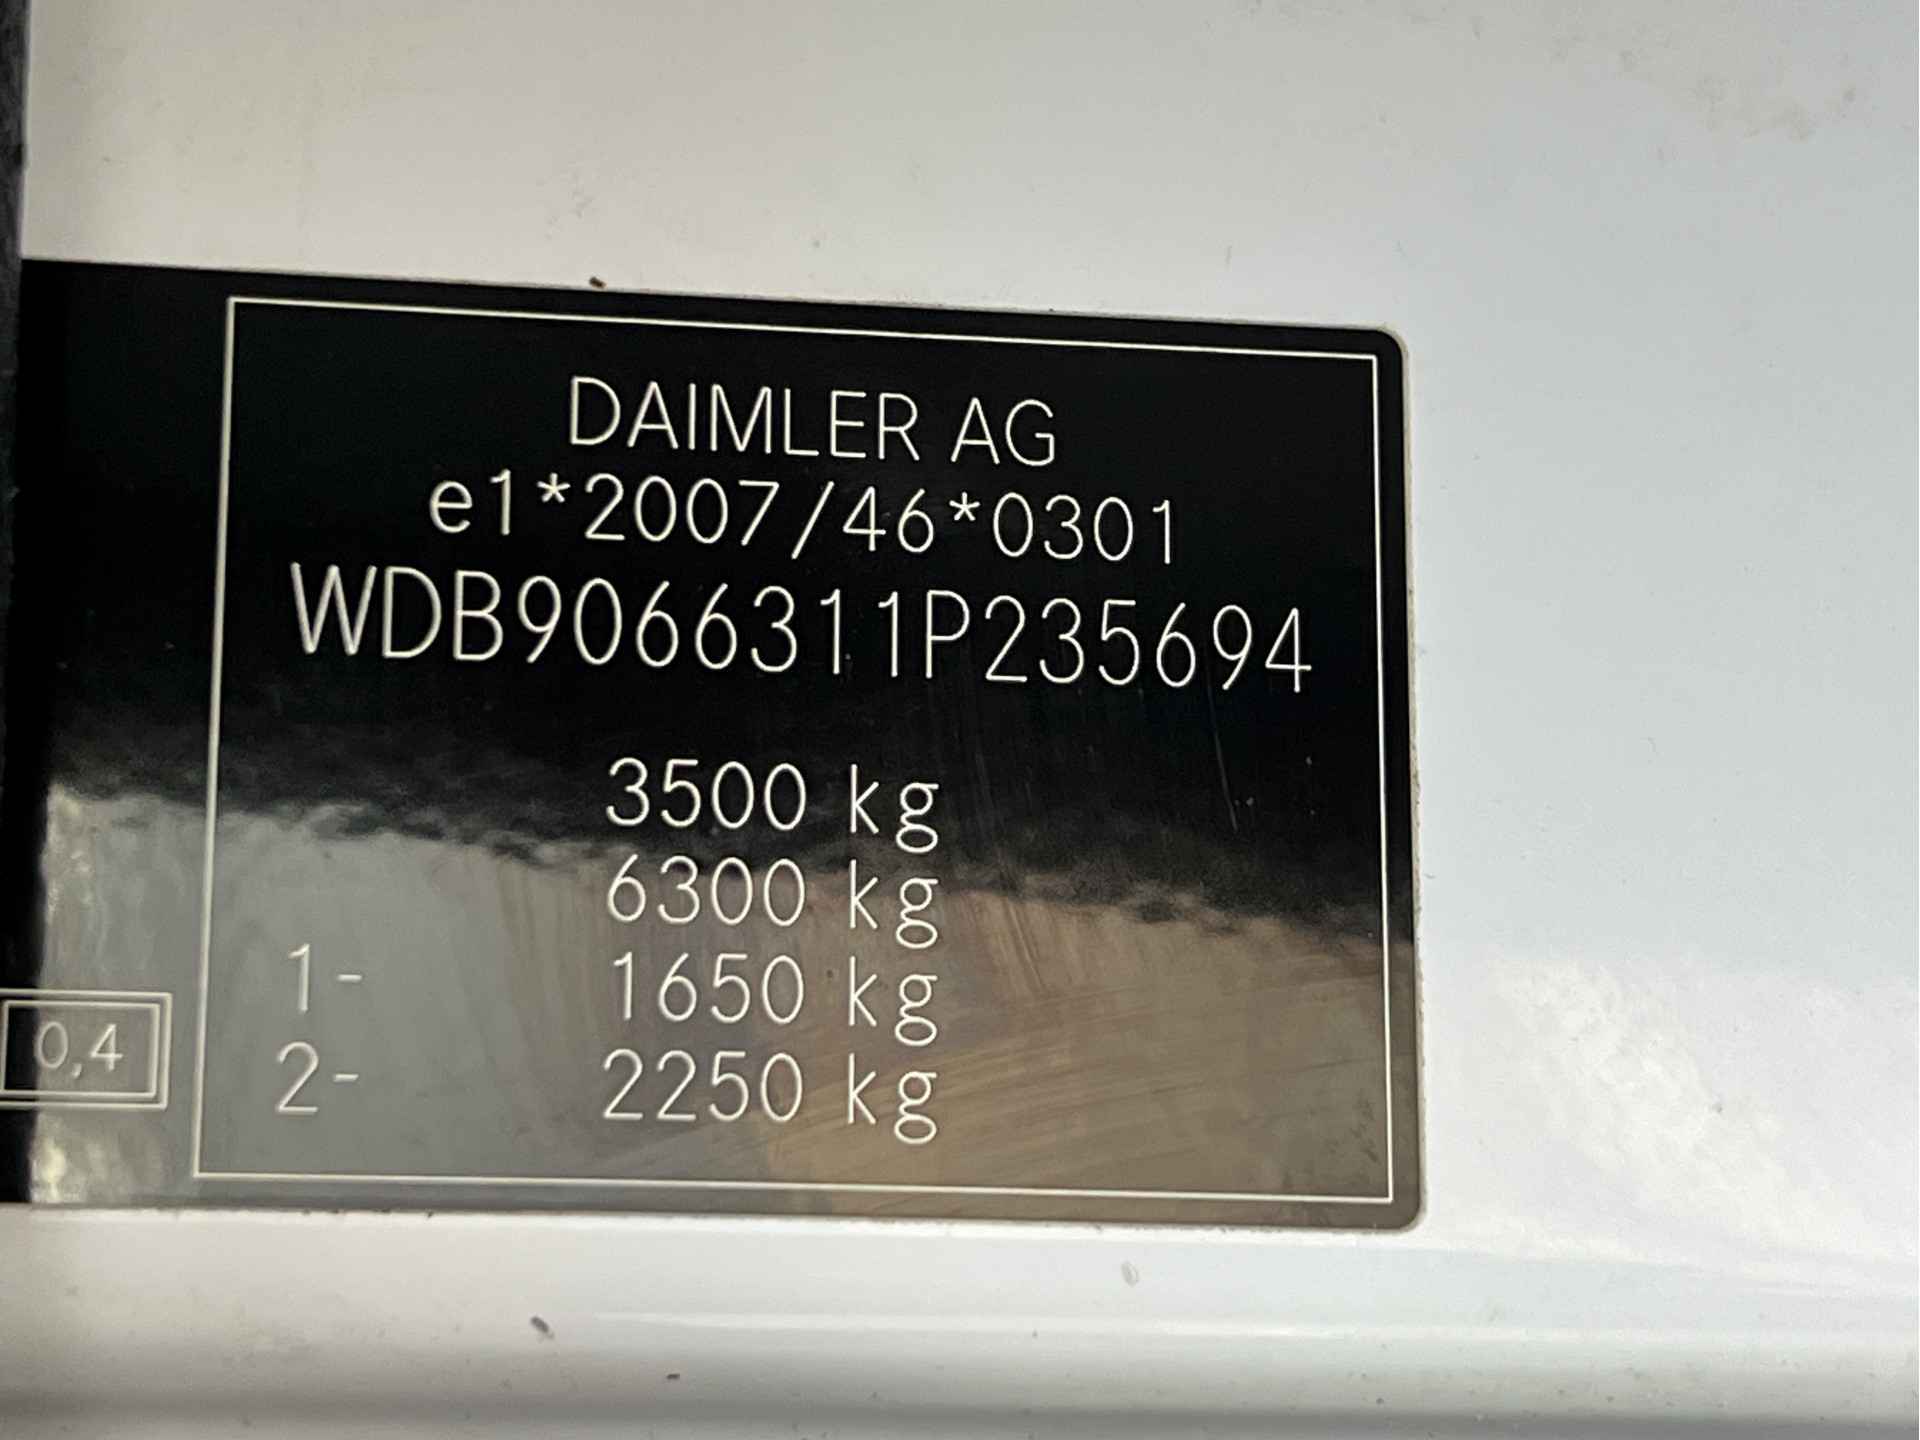 DAIMLER AG
e1*2007/46*0301
WDB9066311P235694
3500 kg
6300 kg
1- 1650 kg
2- 2250 kg
0,4